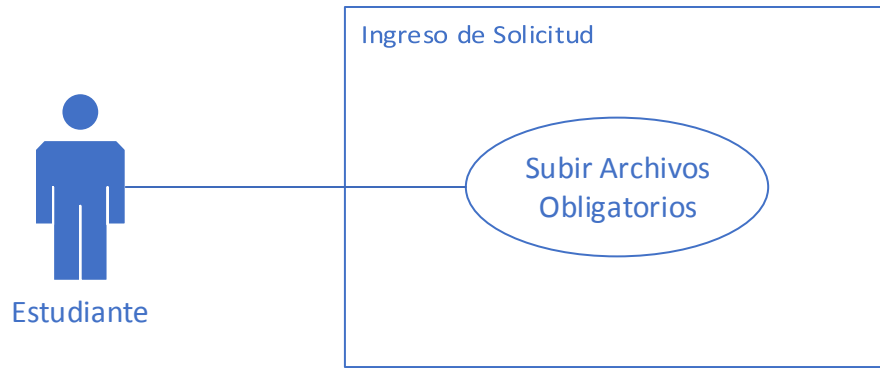 Ingreso de Solicitud
Subir Archivos
Obligatorios
Estudiante